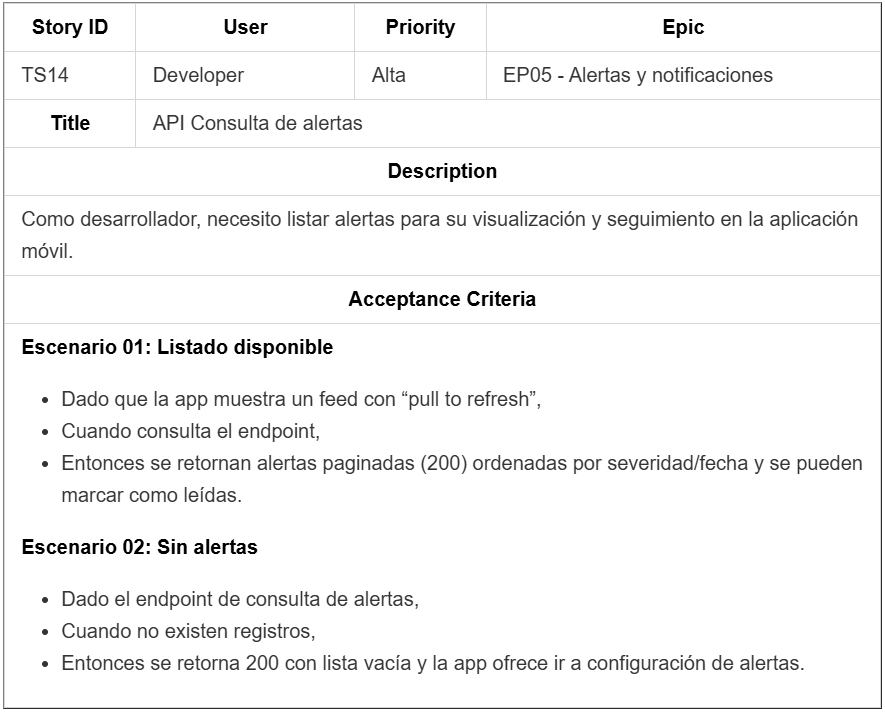 Story ID User Priority Epic
TS14 Developer Alta EP05 - Alertas y notificaciones
Title API Consulta de alertas
Description
Como desarrollador, necesito listar alertas para su visualización y seguimiento en la aplicación
móvil.
Acceptance Criteria
Escenario 01: Listado disponible
• Dado que la app muestra un feed con “pull to refresh”,
• Cuando consulta el endpoint,
• Entonces se retornan alertas paginadas (200) ordenadas por severidad/fecha y se pueden
marcar como leídas.
Escenario 02: Sin alertas
• Dado el endpoint de consulta de alertas,
• Cuando no existen registros,
• Entonces se retorna 200 con lista vacía y la app ofrece ir a configuración de alertas.